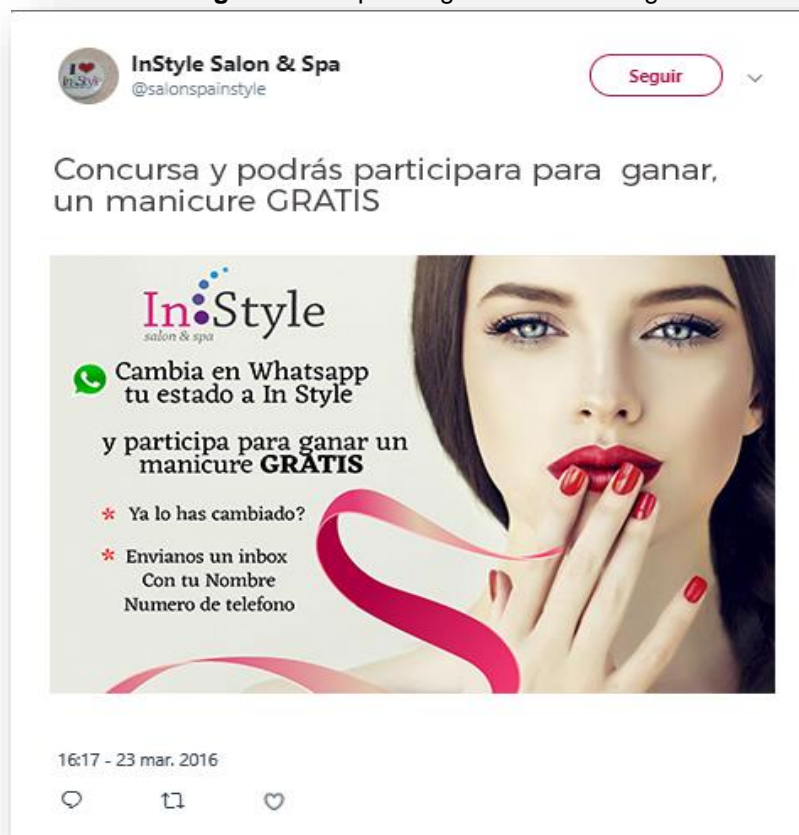 InStyle Salon & Spa
@salonspainstyle
Seguir
Concursa y podrás participara para ganar,
un manicure GRATIS
In Style
salon & spa
Cambia en Whatsapp
tu estado a In Style
y participa para ganar un
manicure GRATIS
* Ya lo has cambiado?
* Envianos un inbox
Con tu Nombre
Numero de telefono
16:17 - 23 mar. 2016